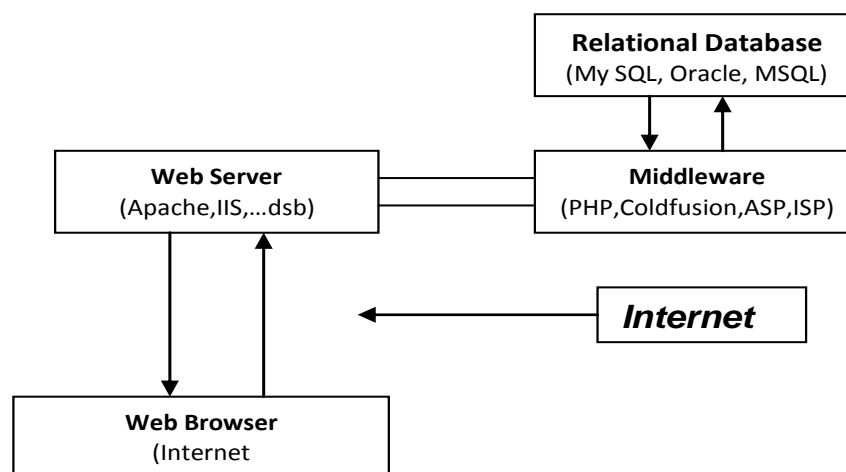 Relational Database
(My SQL, Oracle, MSQL)
Web Server
(Apache,IIS,...dsb)
Middleware
(PHP,Coldfusion,ASP,ISP)
Internet
Web Browser
(Internet